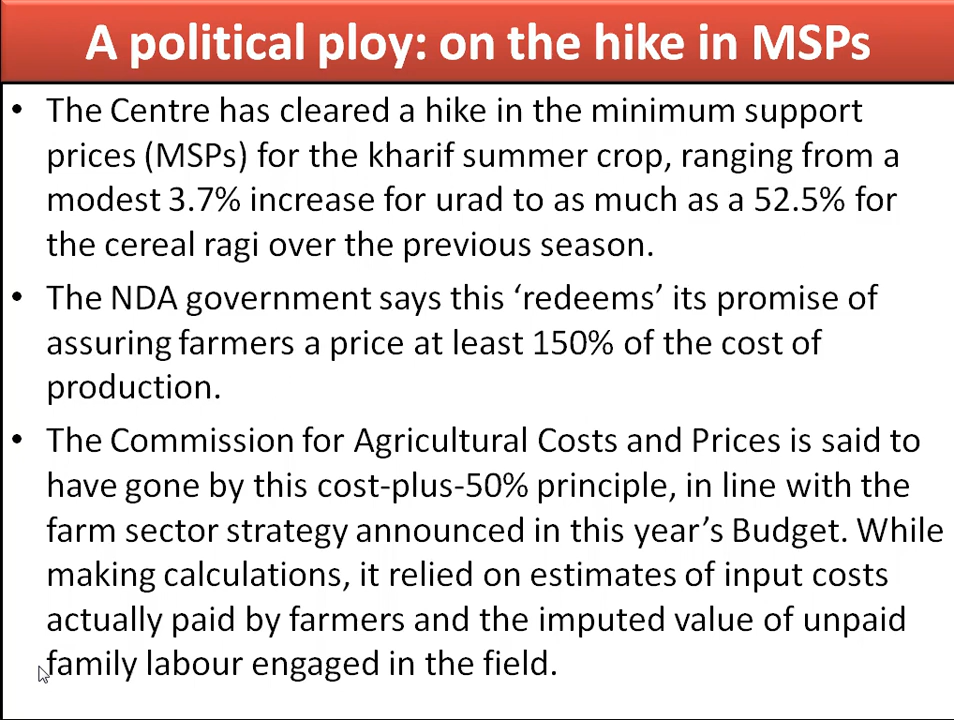 A political ploy: on the hike in MSPs
• The Centre has cleared a hike in the minimum support
prices (MSPs) for the kharif summer crop, ranging from a
modest 3.7% increase for urad to as much as a 52.5% for
the cereal ragi over the previous season.
• The NDA government says this ‘redeems’ its promise of
assuring farmers a price at least 150% of the cost of
production.
• The Commission for Agricultural Costs and Prices is said to
have gone by this cost-plus-50% principle, in line with the
farm sector strategy announced in this year’s Budget. While
making calculations, it relied on estimates of input costs
actually paid by farmers and the imputed value of unpaid
family labour engaged in the field.